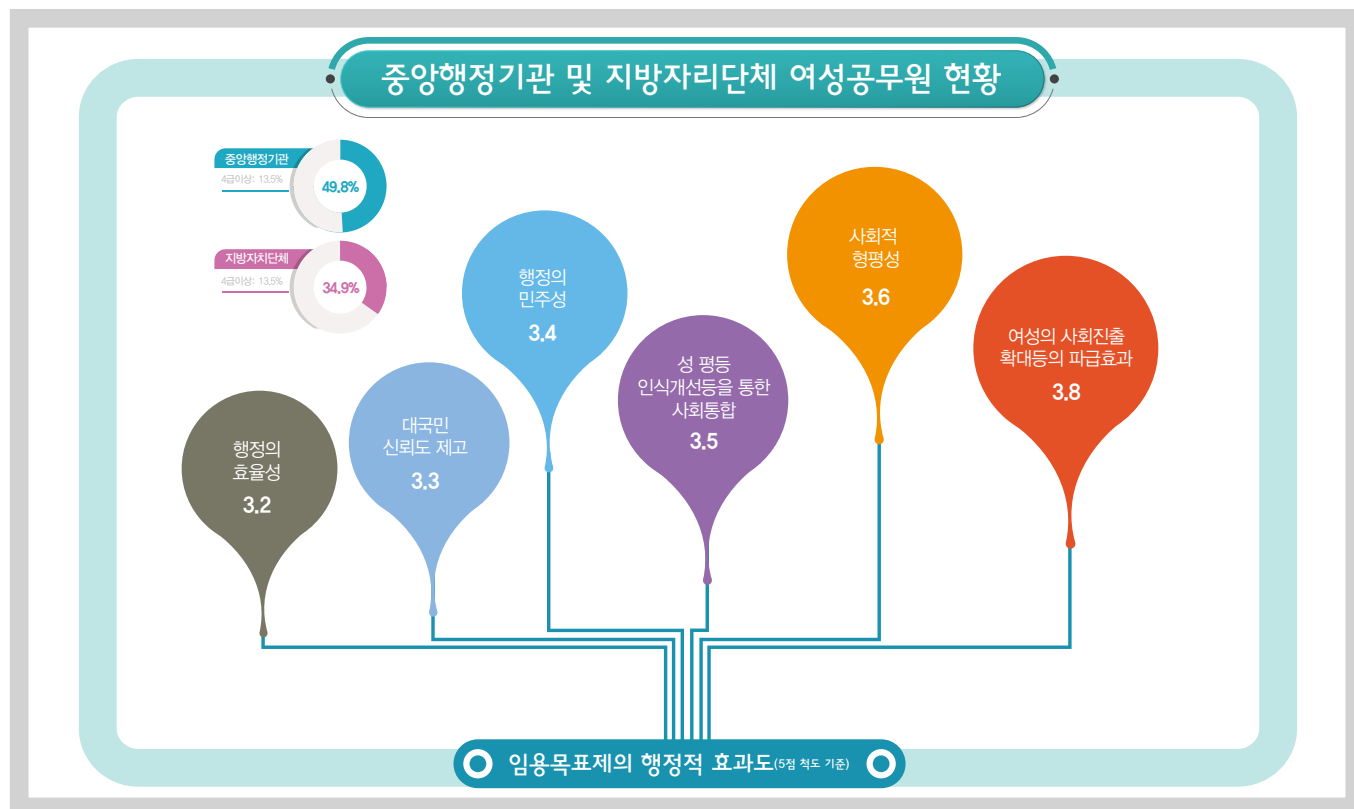 중앙행정기관 및 지방자리단체 여성공무원 현황
중앙행정기관
4급이상: 13.5%
49.8%
지방자치단체
4급이상: 13.5%
34.9%
행정의
효율성
3.2
대국민
신뢰도 제고
3.3
행정의
민주성
3.4
성 평등
인식개선등을 통한
사회통합
3.5
사회적
형평성
3.6
여성의 사회진출
확대등의 파급효과
3.8
임용목표제의 행정적 효과도(5점 척도 기준)